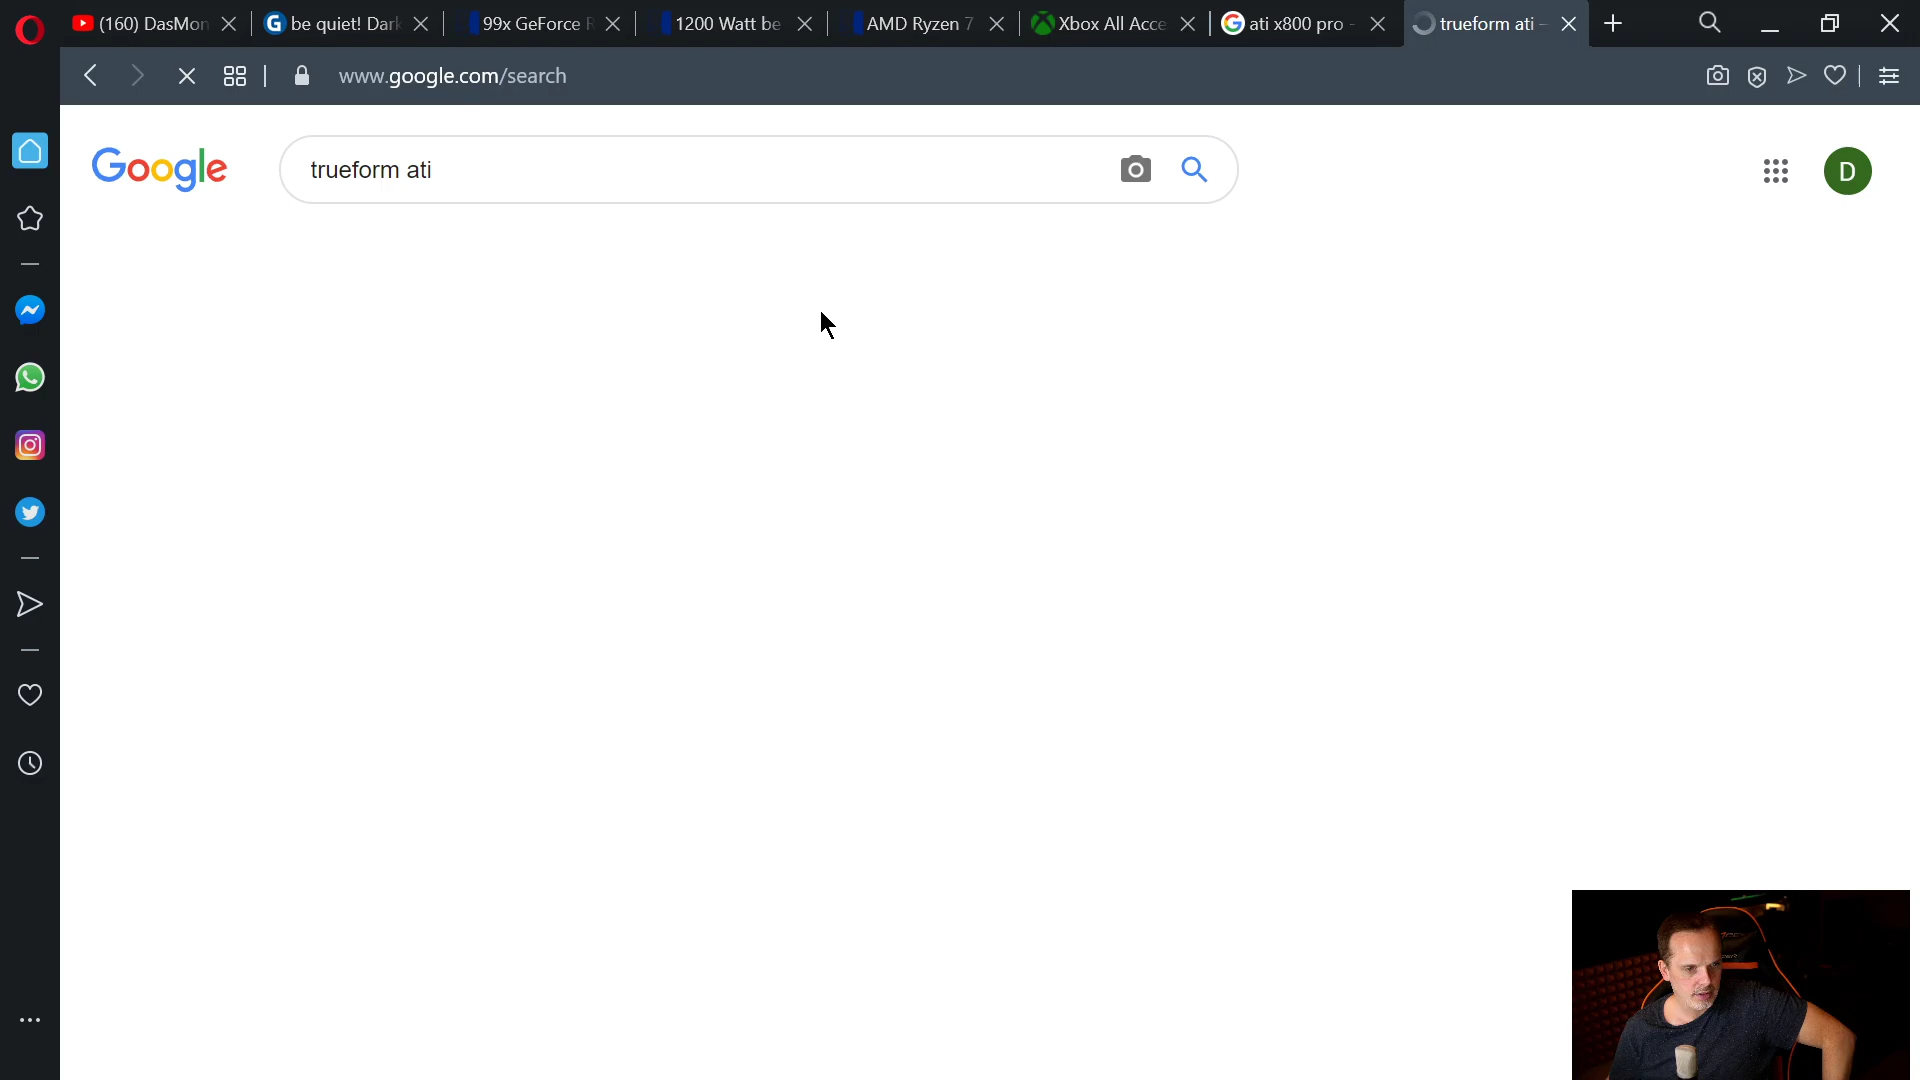 (160) DasMon
be quiet! Dark
99x GeForce R
1200 Watt be
AMD Ryzen 7
Xbox All Acce
ati x800 pro -
trueform ati -
www.google.com/search
Google
trueform ati
D